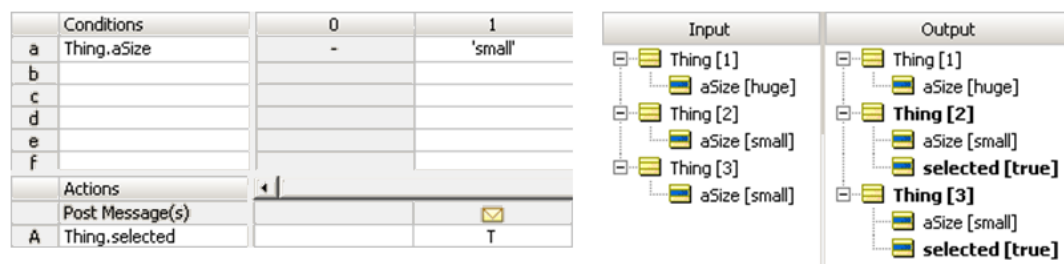 Conditions 0 1
a Thing.aSize - 'small'
b
c
d
e
f
Actions
Post Message(s)
A Thing.selected T
Input Output
Thing [1] Thing [1]
aSize [huge] aSize [huge]
Thing [2] Thing [2]
aSize [small] aSize [small]
Thing [3] selected [true]
aSize [small] Thing [3]
aSize [small]
selected [true]